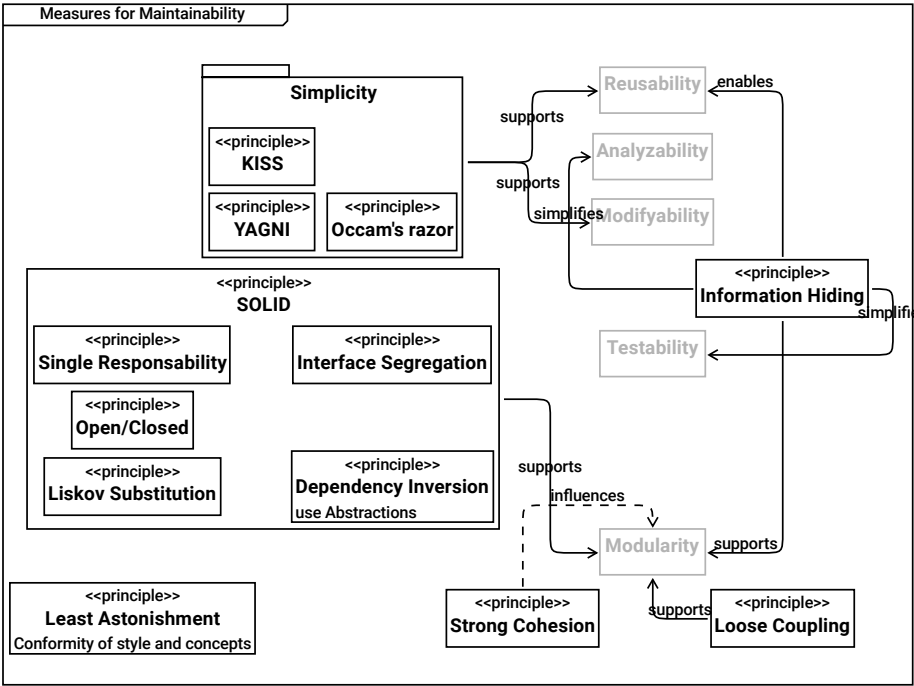 Measures for Maintainability
Simplicity
<<principle>>
KISS
<<principle>>
YAGNI
<<principle>>
Occam's razor
Reusability
enables
supports
Analyzability
supports
simplifies
Modifyability
<<principle>>
Information Hiding
simplifi
Testability
<<principle>>
SOLID
<<principle>>
Single Responsability
<<principle>>
Interface Segregation
<<principle>>
Open/Closed
<<principle>>
Liskov Substitution
<<principle>>
Dependency Inversion
use Abstractions
supports
influences
Modularity
supports
<<principle>>
Least Astonishment
Conformity of style and concepts
<<principle>>
Strong Cohesion
supports
<<principle>>
Loose Coupling